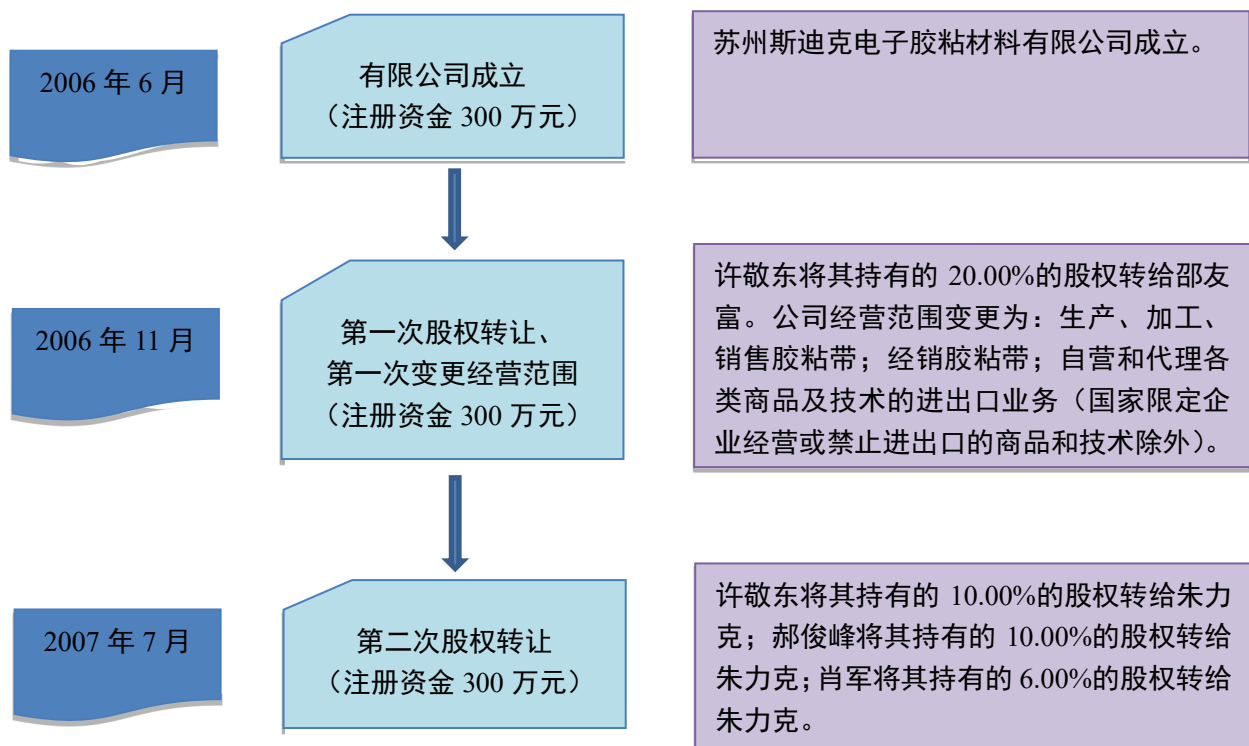 2006 年 6 月
有限公司成立
（注册资金 300 万元）
苏州斯迪克电子胶粘材料有限公司成立。
2006 年 11 月
第一次股权转让、
第一次变更经营范围
（注册资金 300 万元）
许敬东将其持有的 20.00%的股权转给邵友
富。公司经营范围变更为：生产、加工、
销售胶粘带；经销胶粘带；自营和代理各
类商品及技术的进出口业务（国家限定企
业经营或禁止进出口的商品和技术除外）。
2007 年 7 月
第二次股权转让
（注册资金 300 万元）
许敬东将其持有的 10.00%的股权转给朱力
克；郝俊峰将其持有的 10.00%的股权转给
朱力克；肖军将其持有的 6.00%的股权转给
朱力克。